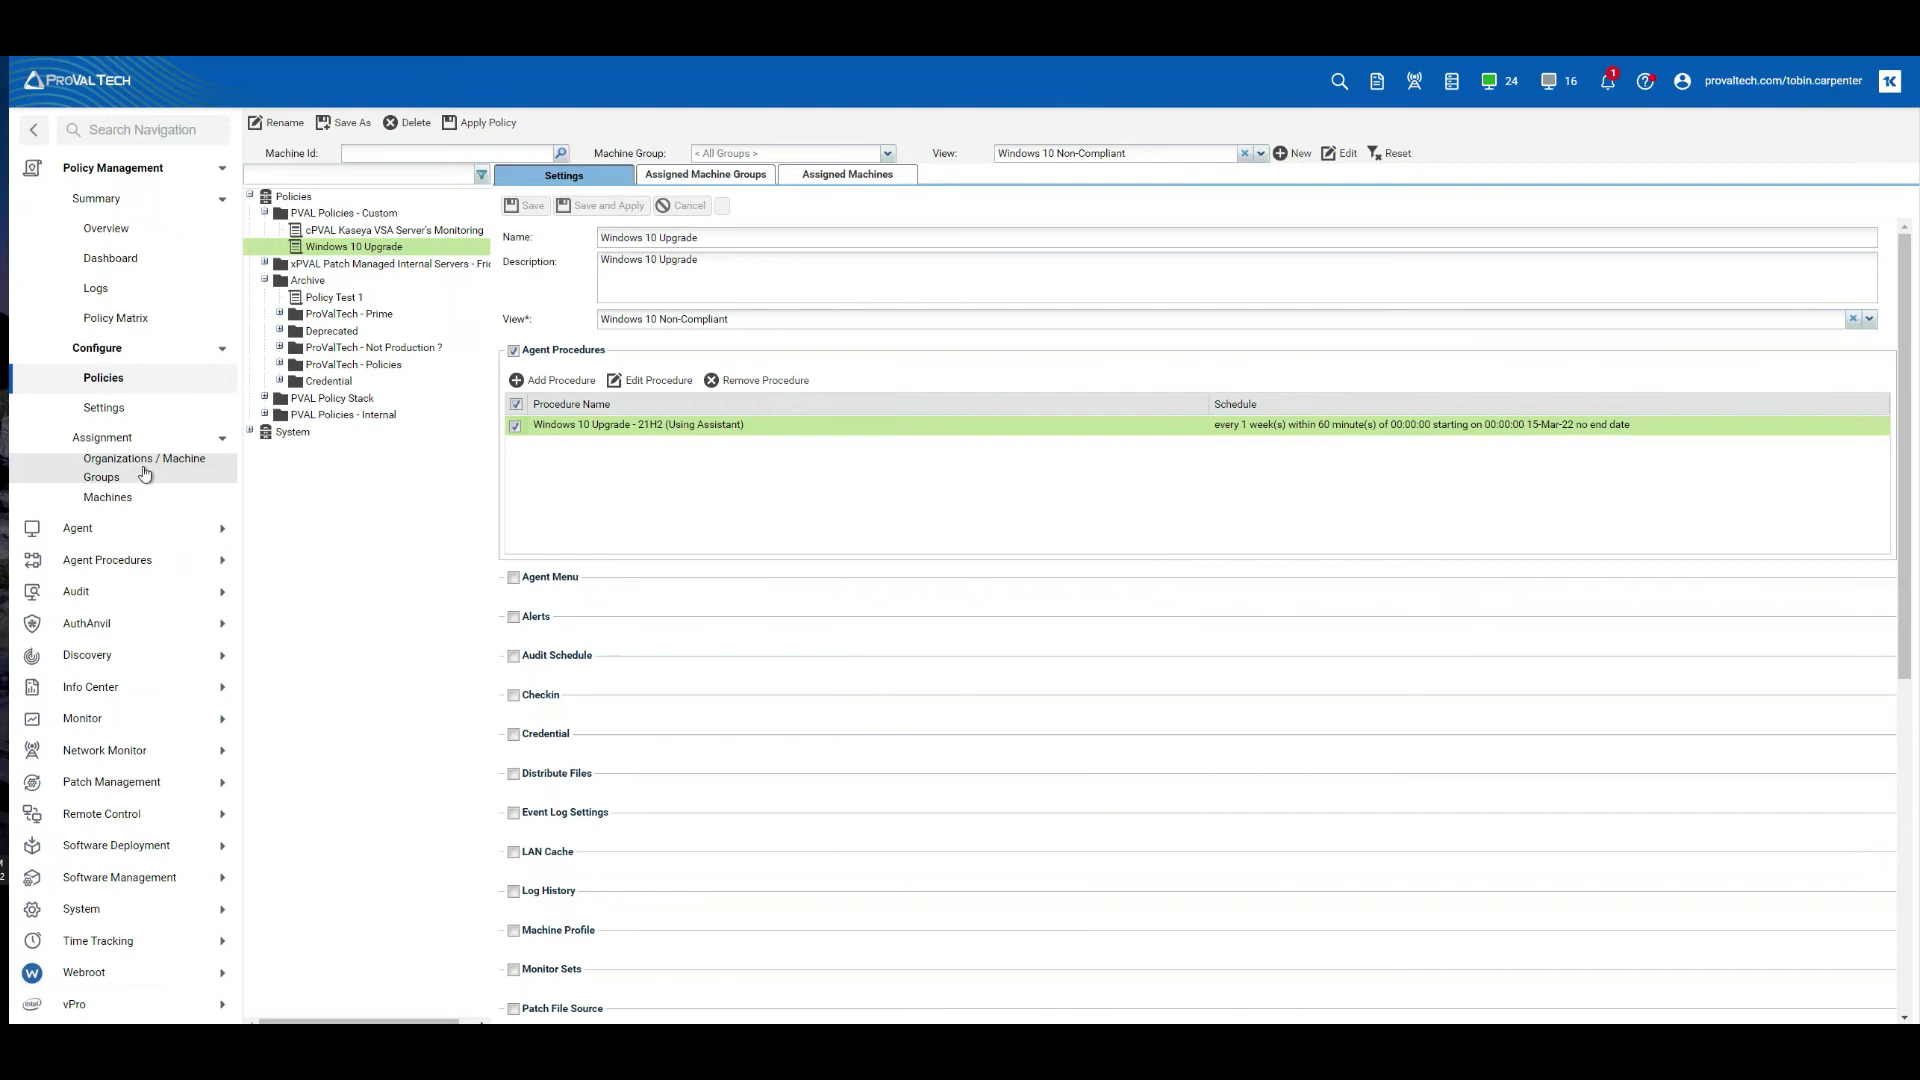 PROVALTECH
24
16
1
provaltech.com/tobin.carpenter
Search Navigation
Rename
Save As
Delete
Apply Policy
Machine Id:
Machine Group:
< All Groups >
View:
Windows 10 Non-Compliant
New
Edit
Reset
Policy Management
Summary
Overview
Dashboard
Logs
Policy Matrix
Configure
Policies
Settings
Assignment
Organizations / Machine
Groups
Machines
Agent
Agent Procedures
Audit
AuthAnvil
Discovery
Info Center
Monitor
Network Monitor
Patch Management
Remote Control
Software Deployment
Software Management
System
Time Tracking
W
Webroot
intel
vPro
Policies
PVAL Policies - Custom
cPVAL Kaseya VSA Server's Monitoring
Windows 10 Upgrade
xPVAL Patch Managed Internal Servers - Fri
Archive
Policy Test 1
ProValTech - Prime
Deprecated
ProValTech - Not Production ?
ProValTech - Policies
Credential
PVAL Policy Stack
PVAL Policies - Internal
System
Settings
Assigned Machine Groups
Assigned Machines
Save
Save and Apply
Cancel
Name:
Windows 10 Upgrade
Description:
Windows 10 Upgrade
View*:
Windows 10 Non-Compliant
Agent Procedures
Add Procedure
Edit Procedure
Remove Procedure
Procedure Name
Schedule
Windows 10 Upgrade - 21H2 (Using Assistant)
every 1 week(s) within 60 minute(s) of 00:00:00 starting on 00:00:00 15-Mar-22 no end date
Agent Menu
Alerts
Audit Schedule
Checkin
Credential
Distribute Files
Event Log Settings
LAN Cache
Log History
Machine Profile
Monitor Sets
Patch File Source